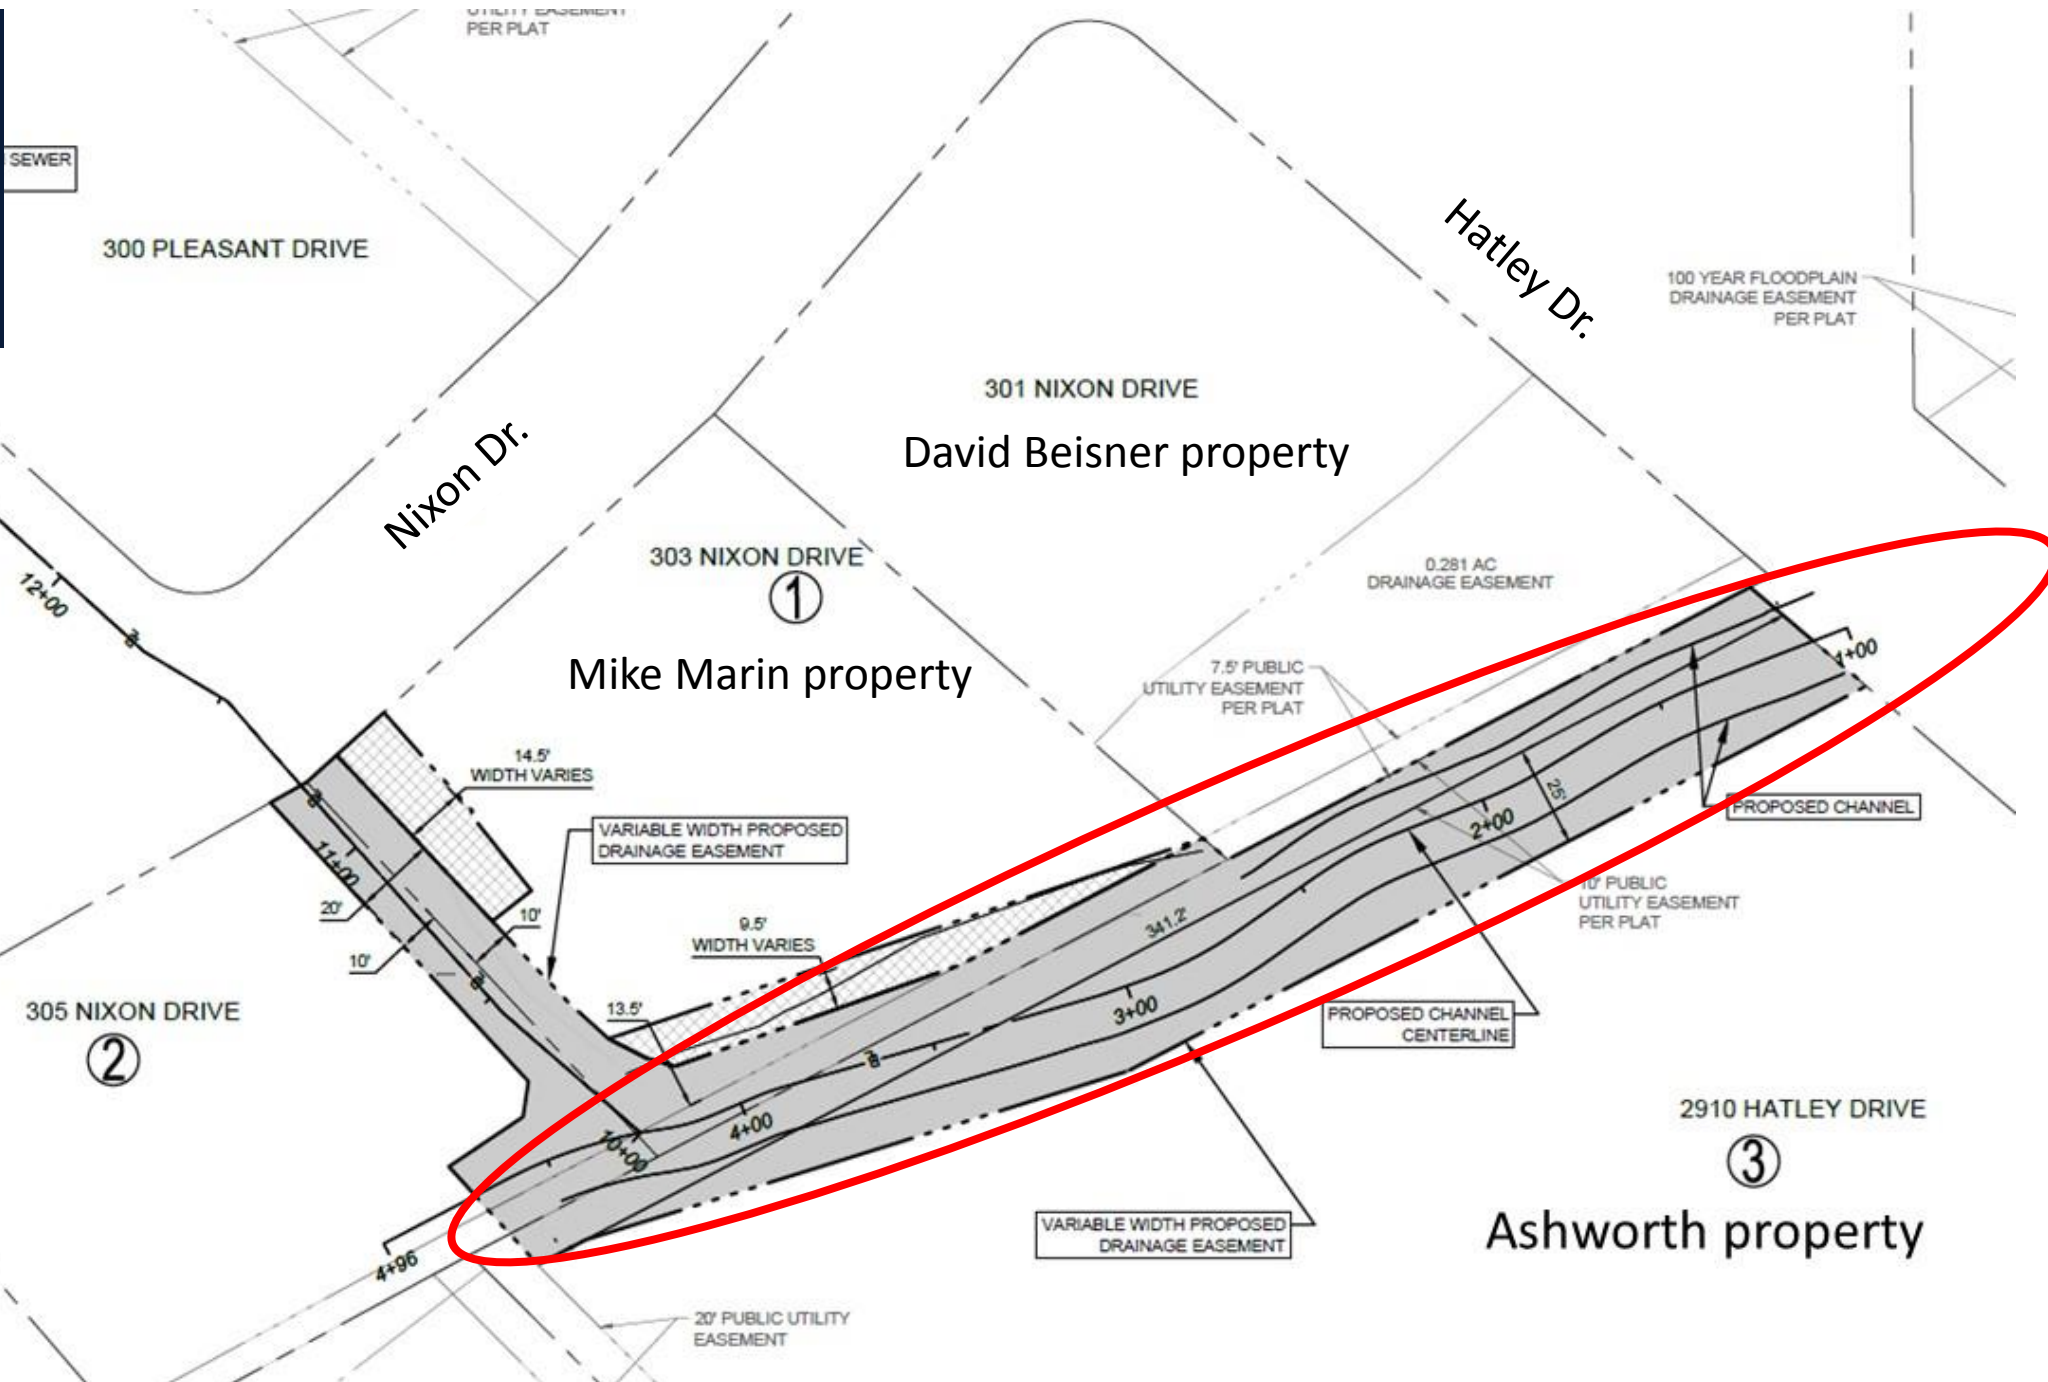 UTILITY EASEMENT
PER PLAT
SEWER
300 PLEASANT DRIVE
Hatley Dr.
100 YEAR FLOODPLAIN
DRAINAGE EASEMENT
PER PLAT
301 NIXON DRIVE
David Beisner property
Nixon Dr.
303 NIXON DRIVE
1
Mike Marin property
0.281 AC
DRAINAGE EASEMENT
12+00
7.5' PUBLIC
UTILITY EASEMENT
PER PLAT
1+00
14.5'
WIDTH VARIES
25'
PROPOSED CHANNEL
VARIABLE WIDTH PROPOSED
DRAINAGE EASEMENT
2+00
11+00
20'
10'
10'
9.5'
WIDTH VARIES
341.2'
10' PUBLIC
UTILITY EASEMENT
PER PLAT
305 NIXON DRIVE
2
13.5'
3+00
PROPOSED CHANNEL
CENTERLINE
4+00
10+00
2910 HATLEY DRIVE
3
Ashworth property
VARIABLE WIDTH PROPOSED
DRAINAGE EASEMENT
4+96
20' PUBLIC UTILITY
EASEMENT